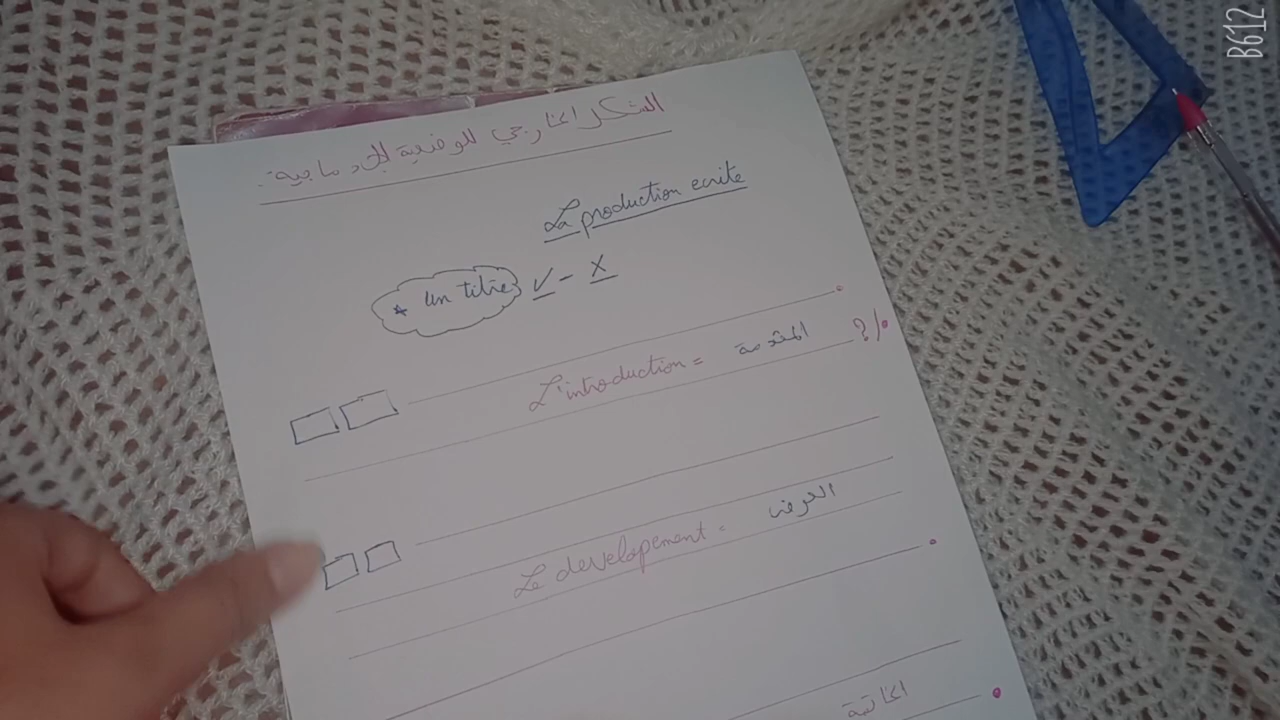 الشكل الخارجي للوضعية الإدماجية:
La production ecrite
* un titre ✓ - X
L'introduction = المقدمة ?/.
Le developement = العرض
الخاتمة
B612